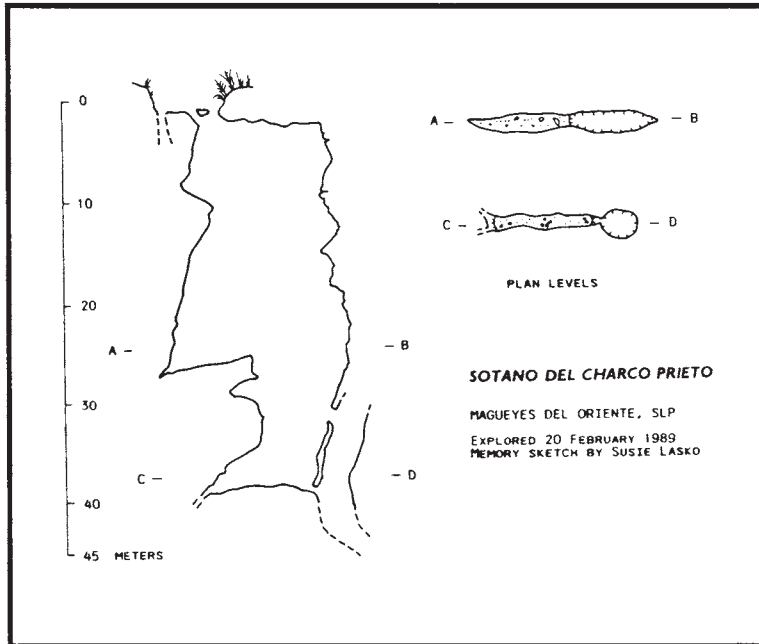 0
10
20
30
40
45 METERS
A
B
C
D
A
B
C
D
PLAN LEVELS
SOTANO DEL CHARCO PRIETO
MAGUEYES DEL ORIENTE, SLP
EXPLORED 20 FEBRUARY 1989
MEMORY SKETCH BY SUSIE LASKO